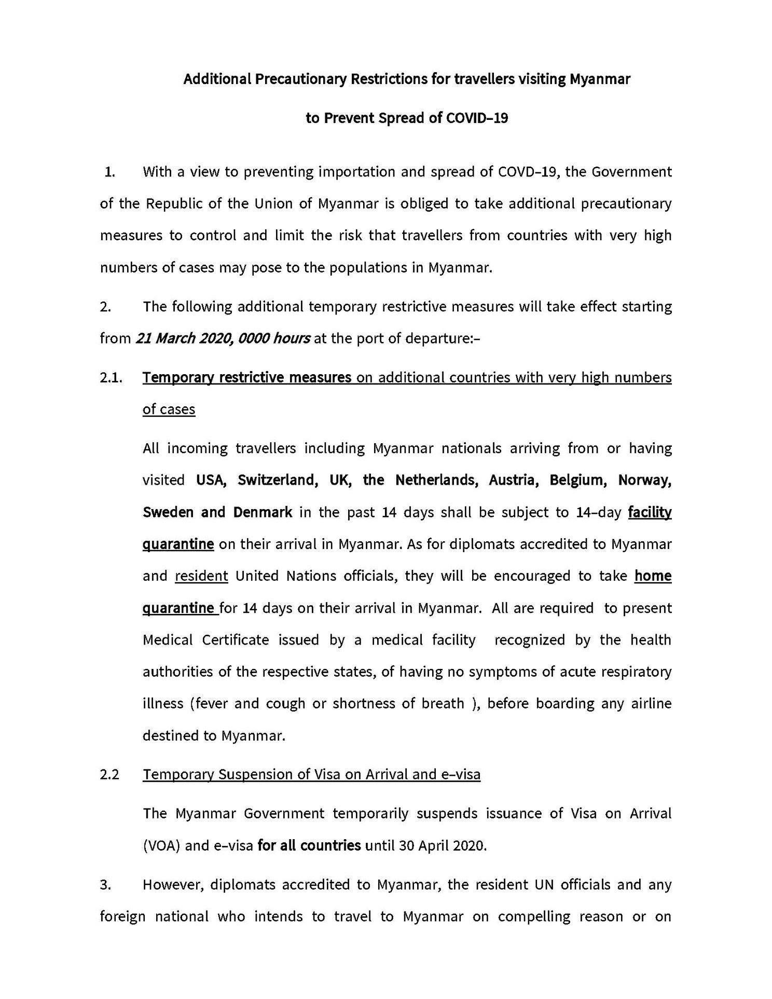 Additional Precautionary Restrictions for travellers visiting Myanmar
to Prevent Spread of COVID–19
1. With a view to preventing importation and spread of COVD–19, the Government
of the Republic of the Union of Myanmar is obliged to take additional precautionary
measures to control and limit the risk that travellers from countries with very high
numbers of cases may pose to the populations in Myanmar.
2. The following additional temporary restrictive measures will take effect starting
from 21 March 2020, 0000 hours at the port of departure:–
2.1. Temporary restrictive measures on additional countries with very high numbers
of cases
All incoming travellers including Myanmar nationals arriving from or having
visited USA, Switzerland, UK, the Netherlands, Austria, Belgium, Norway,
Sweden and Denmark in the past 14 days shall be subject to 14–day facility
quarantine on their arrival in Myanmar. As for diplomats accredited to Myanmar
and resident United Nations officials, they will be encouraged to take home
quarantine for 14 days on their arrival in Myanmar. All are required to present
Medical Certificate issued by a medical facility recognized by the health
authorities of the respective states, of having no symptoms of acute respiratory
illness (fever and cough or shortness of breath ), before boarding any airline
destined to Myanmar.
2.2 Temporary Suspension of Visa on Arrival and e–visa
The Myanmar Government temporarily suspends issuance of Visa on Arrival
(VOA) and e–visa for all countries until 30 April 2020.
3. However, diplomats accredited to Myanmar, the resident UN officials and any
foreign national who intends to travel to Myanmar on compelling reason or on